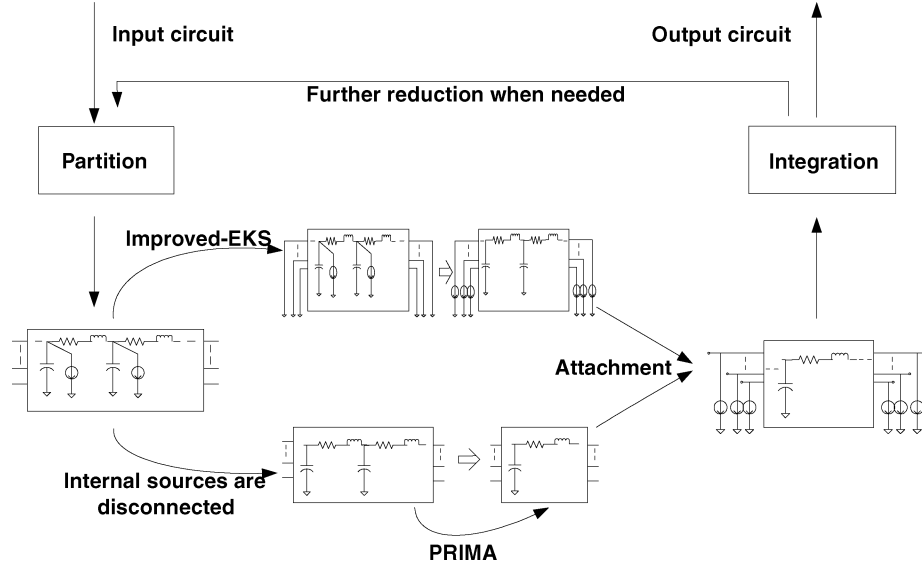 Input circuit
Output circuit
Further reduction when needed
Partition
Integration
Improved-EKS
Attachment
Internal sources are
disconnected
PRIMA